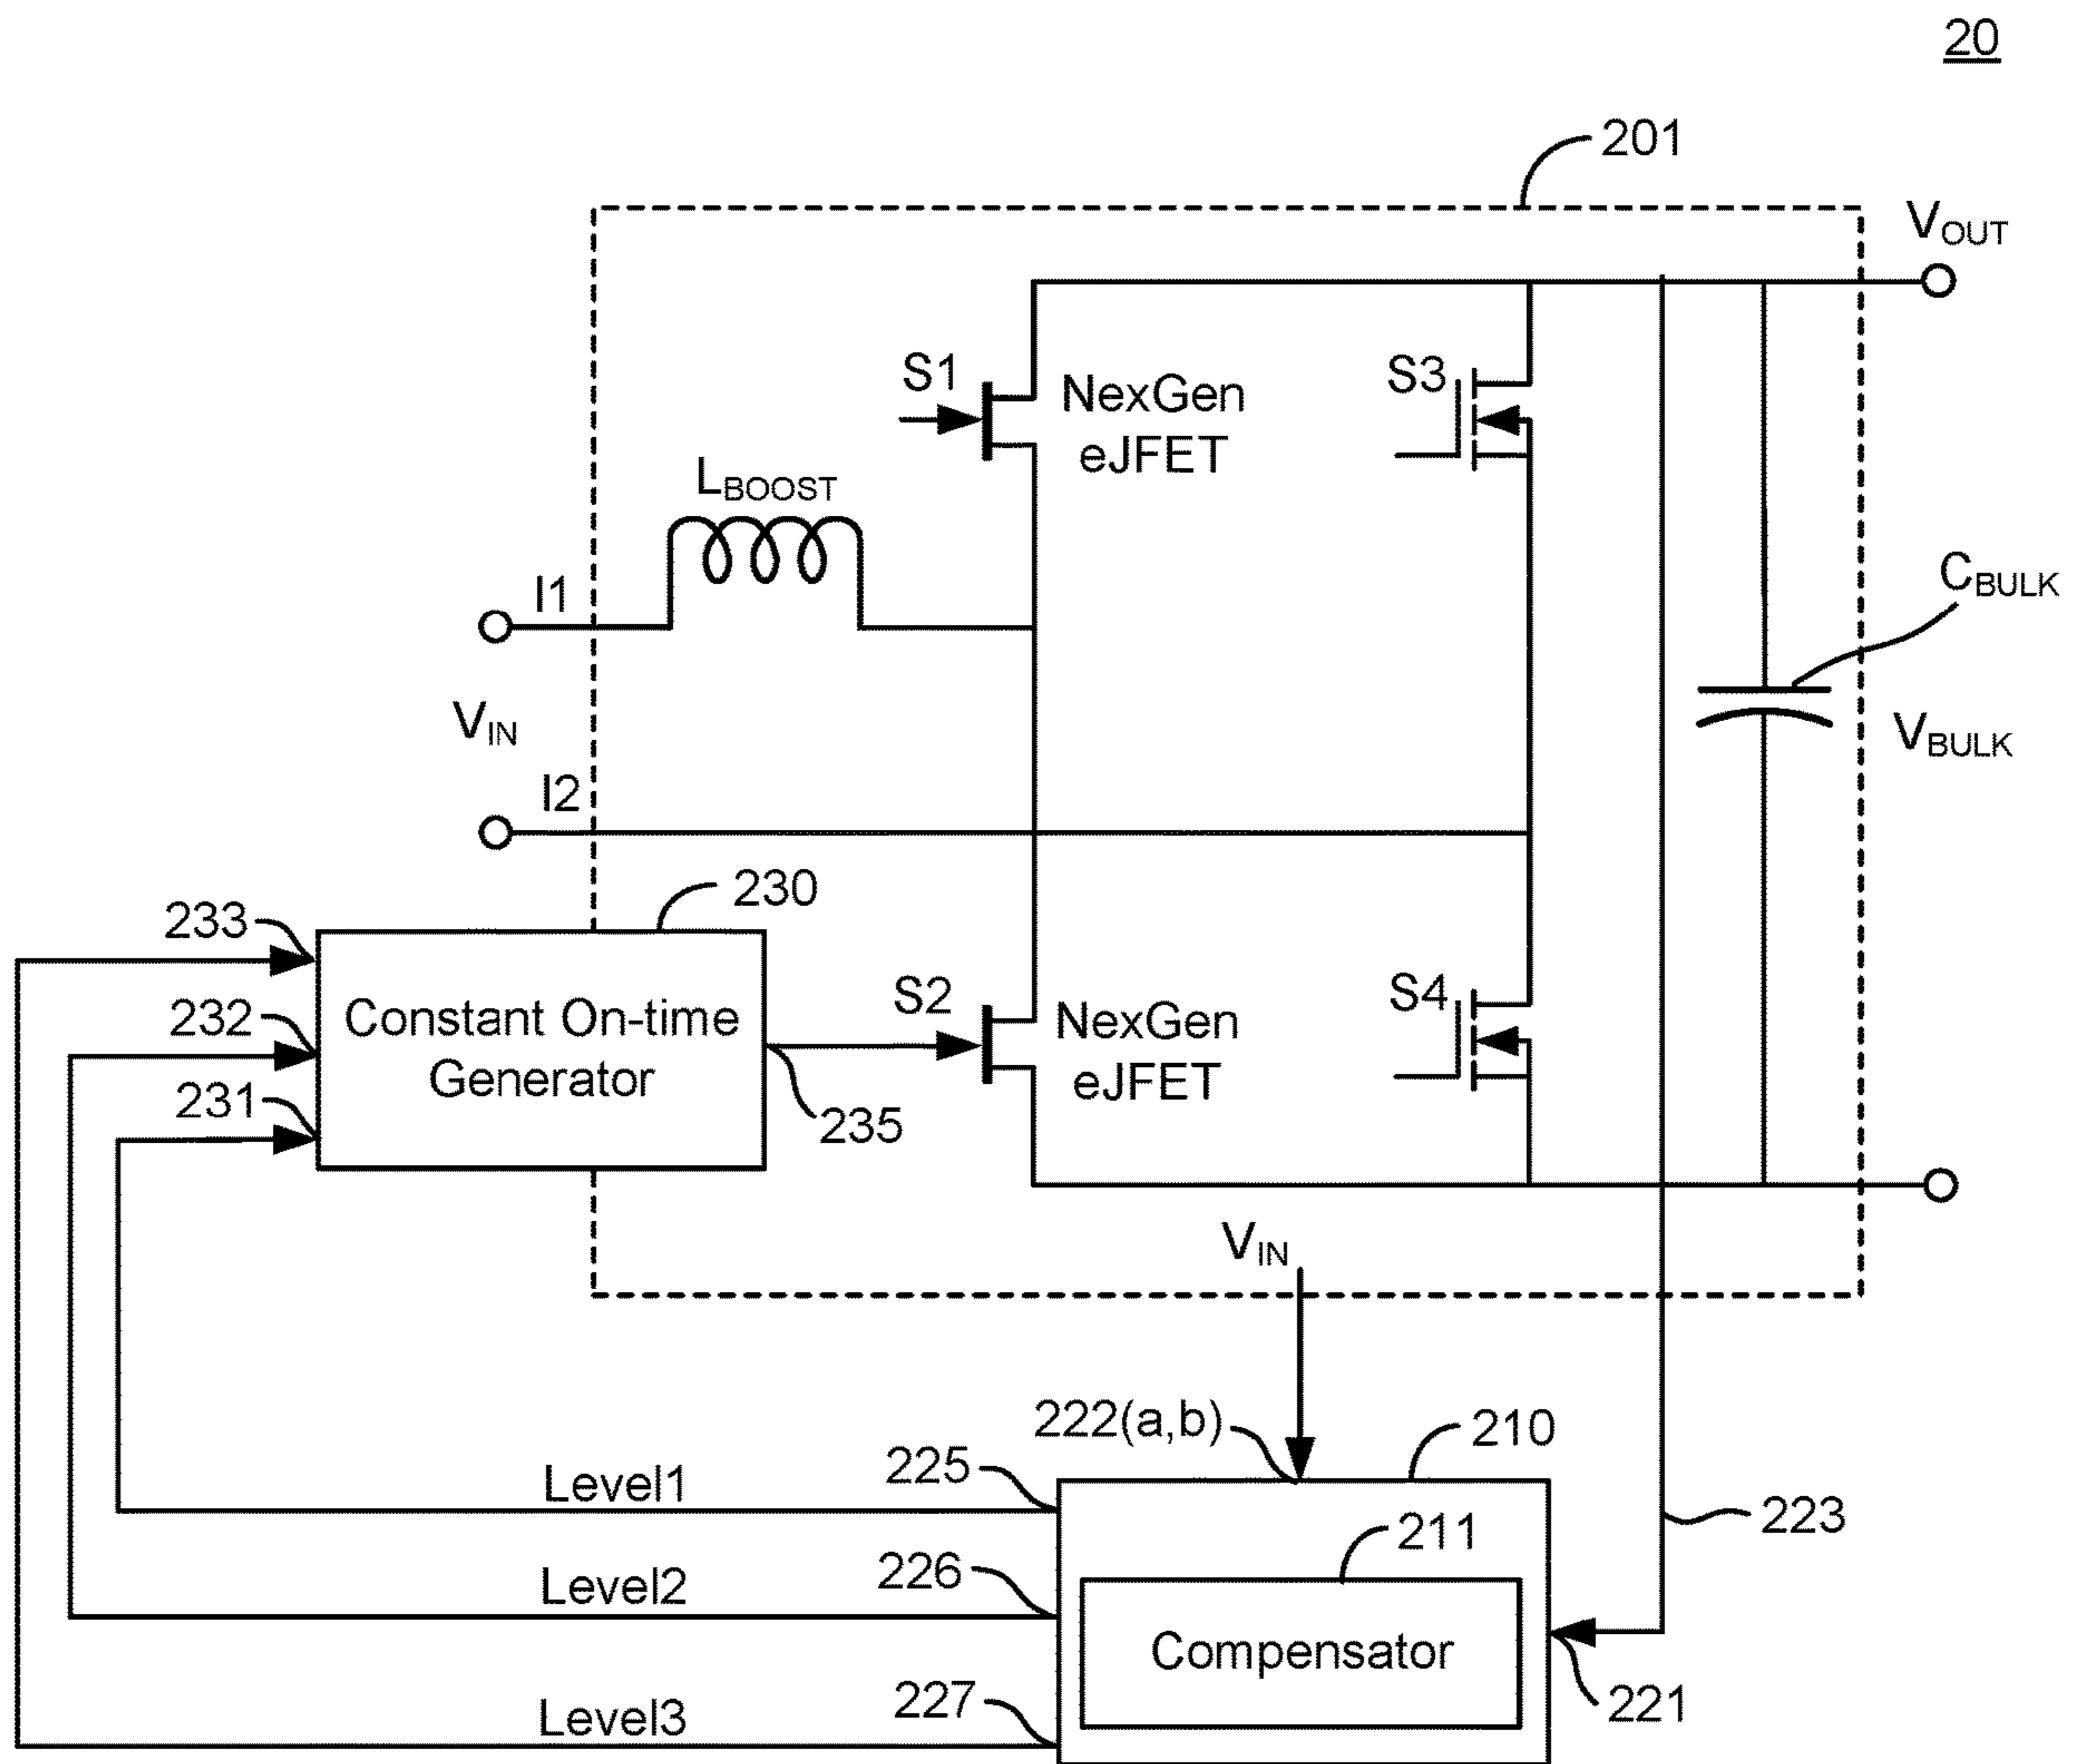 20
201
VOUT
S1
NexGen
eJFET
S3
LBOOST
I1
CBULK
VIN
VBULK
I2
230
233
232
231
Constant On-time
Generator
S2
NexGen
eJFET
S4
235
VIN
222(a,b)
210
225
Level1
211
223
226
Level2
Compensator
227
Level3
221